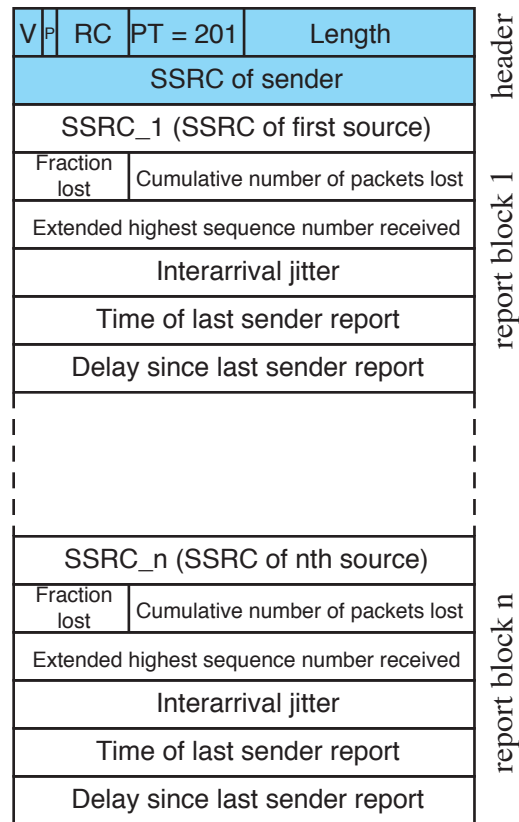 V P RC PT = 201 Length
SSRC of sender
header
SSRC_1 (SSRC of first source)
Fraction
lost
Cumulative number of packets lost
Extended highest sequence number received
Interarrival jitter
Time of last sender report
Delay since last sender report
report block 1
SSRC_n (SSRC of nth source)
Fraction
lost
Cumulative number of packets lost
Extended highest sequence number received
Interarrival jitter
Time of last sender report
Delay since last sender report
report block n